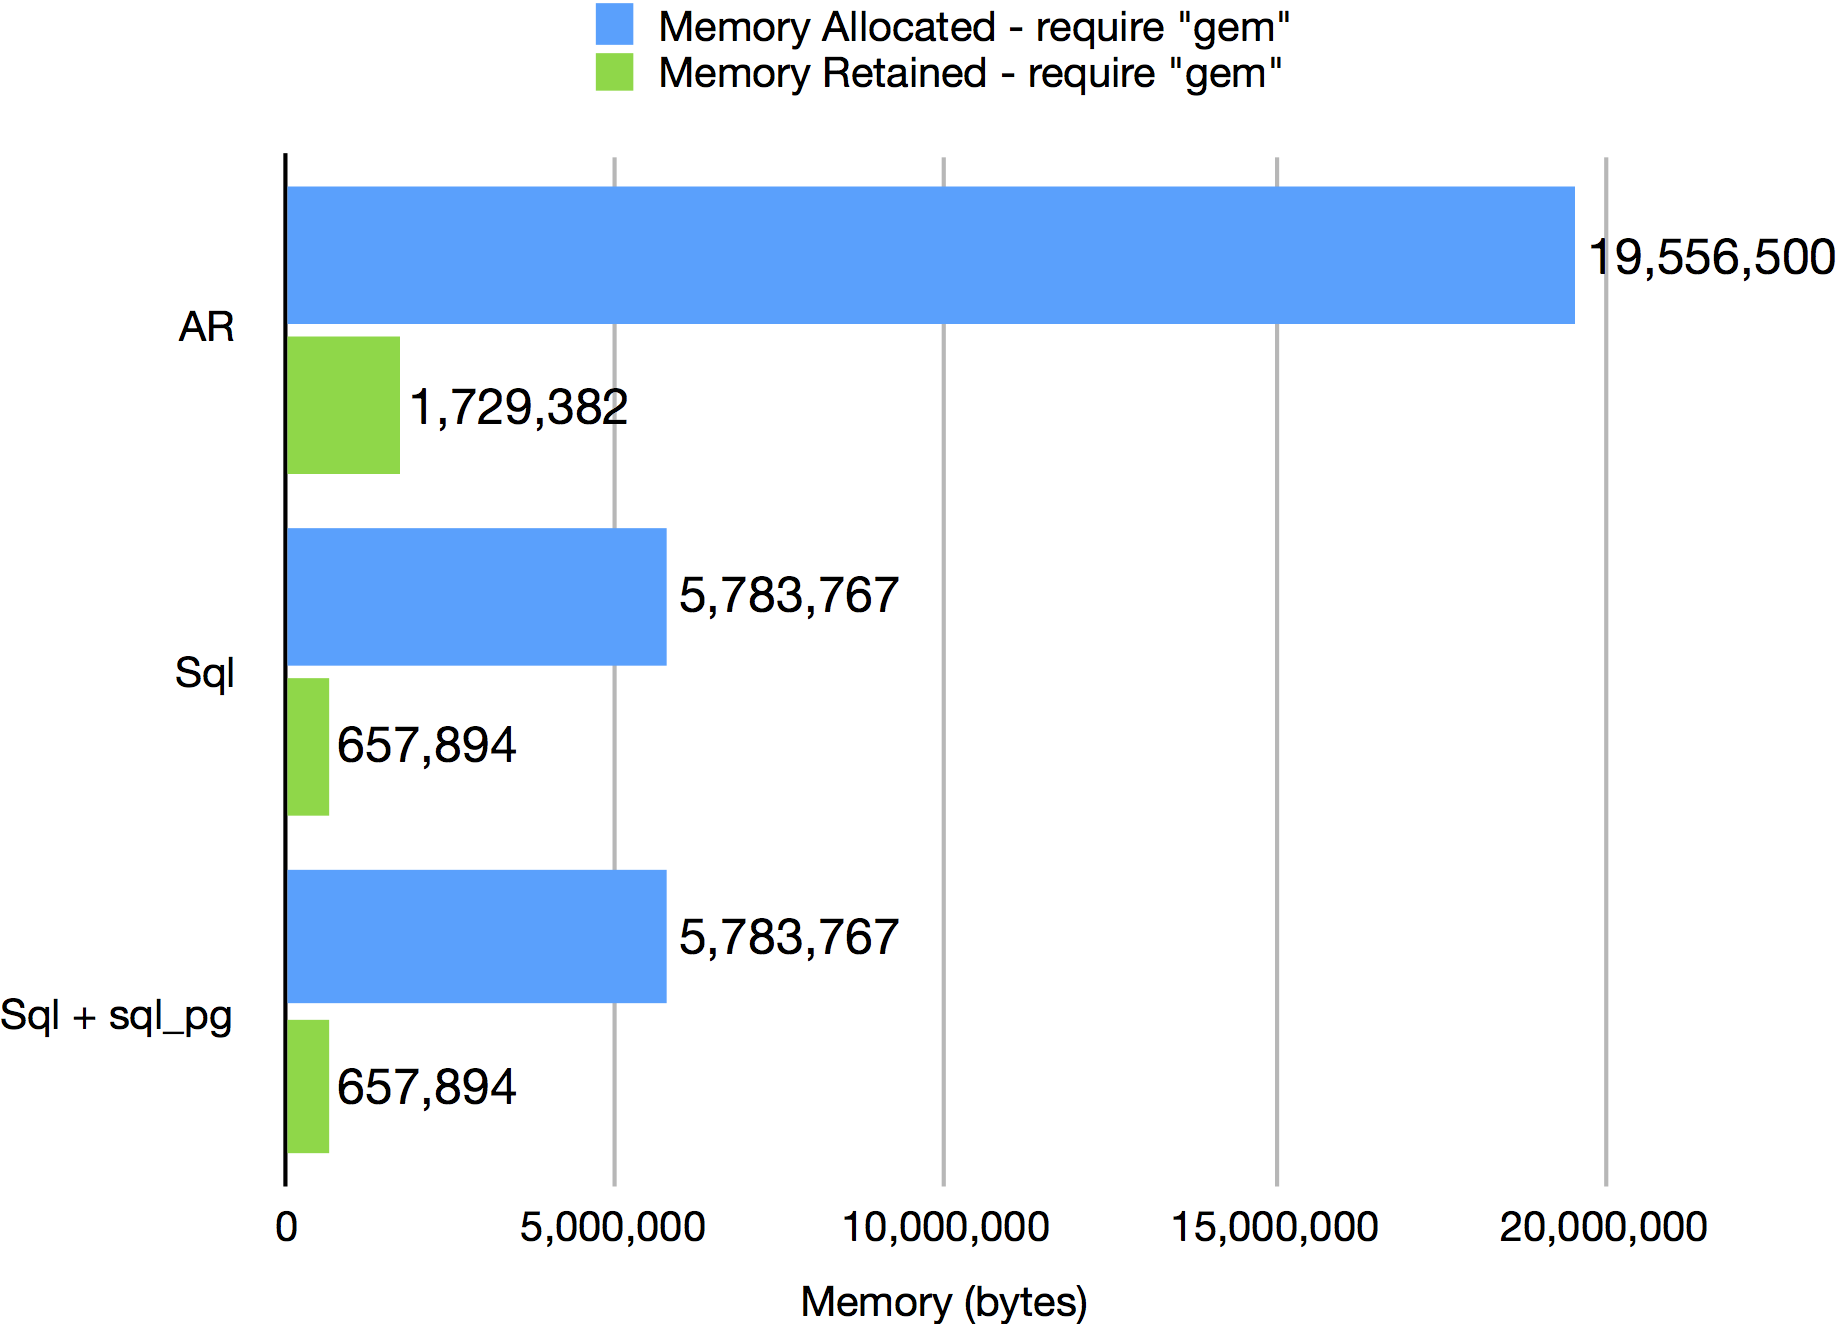 Memory Allocated - require "gem"
Memory Retained - require "gem"
19,556,500
AR
1,729,382
5,783,767
Sql
657,894
5,783,767
Sql + sql_pg
657,894
0 5,000,000 10,000,000 15,000,000 20,000,000
Memory (bytes)